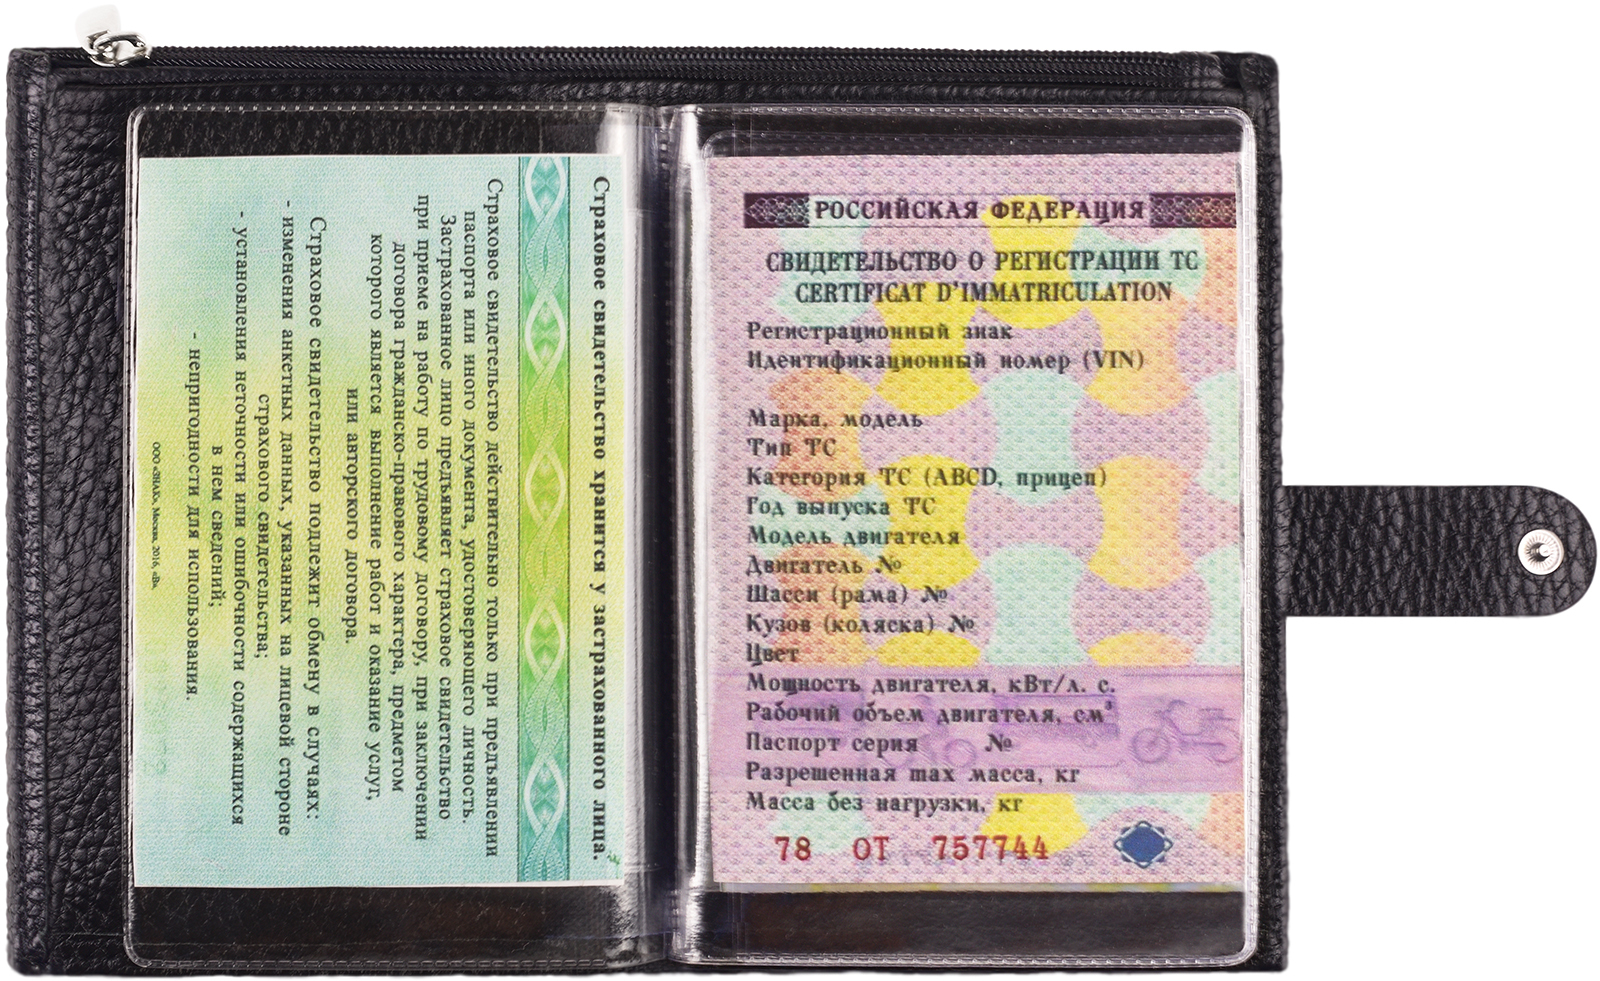 Страховое свидетельство хранится у застрахованного лица.
Страховое свидетельство действительно только при предъявлении
паспорта или иного документа, удостоверяющего личность.
Застрахованное лицо предъявляет страховое свидетельство
при приеме на работу по трудовому договору, при заключении
договора гражданско-правового характера, предметом
которого является выполнение работ и оказание услуг,
или авторского договора.
Страховое свидетельство подлежит обмену в случаях:
- изменения анкетных данных, указанных на лицевой стороне
страхового свидетельства;
- установления неточности или ошибочности содержащихся
в нем сведений;
- непригодности для использования.
ООО «ЗНАК», Москва, 2016, «В».
РОССИЙСКАЯ ФЕДЕРАЦИЯ
СВИДЕТЕЛЬСТВО О РЕГИСТРАЦИИ ТС
CERTIFICAT D'IMMATRICULATION
Регистрационный знак
Идентификационный номер (VIN)
Марка, модель
Тип ТС
Категория ТС (ABCD, прицеп)
Год выпуска ТС
Модель двигателя
Двигатель №
Шасси (рама) №
Кузов (коляска) №
Цвет
Мощность двигателя, кВт/л. с.
Рабочий объем двигателя, см³
Паспорт серия №
Разрешенная max масса, кг
Масса без нагрузки, кг
78 ОТ 757744